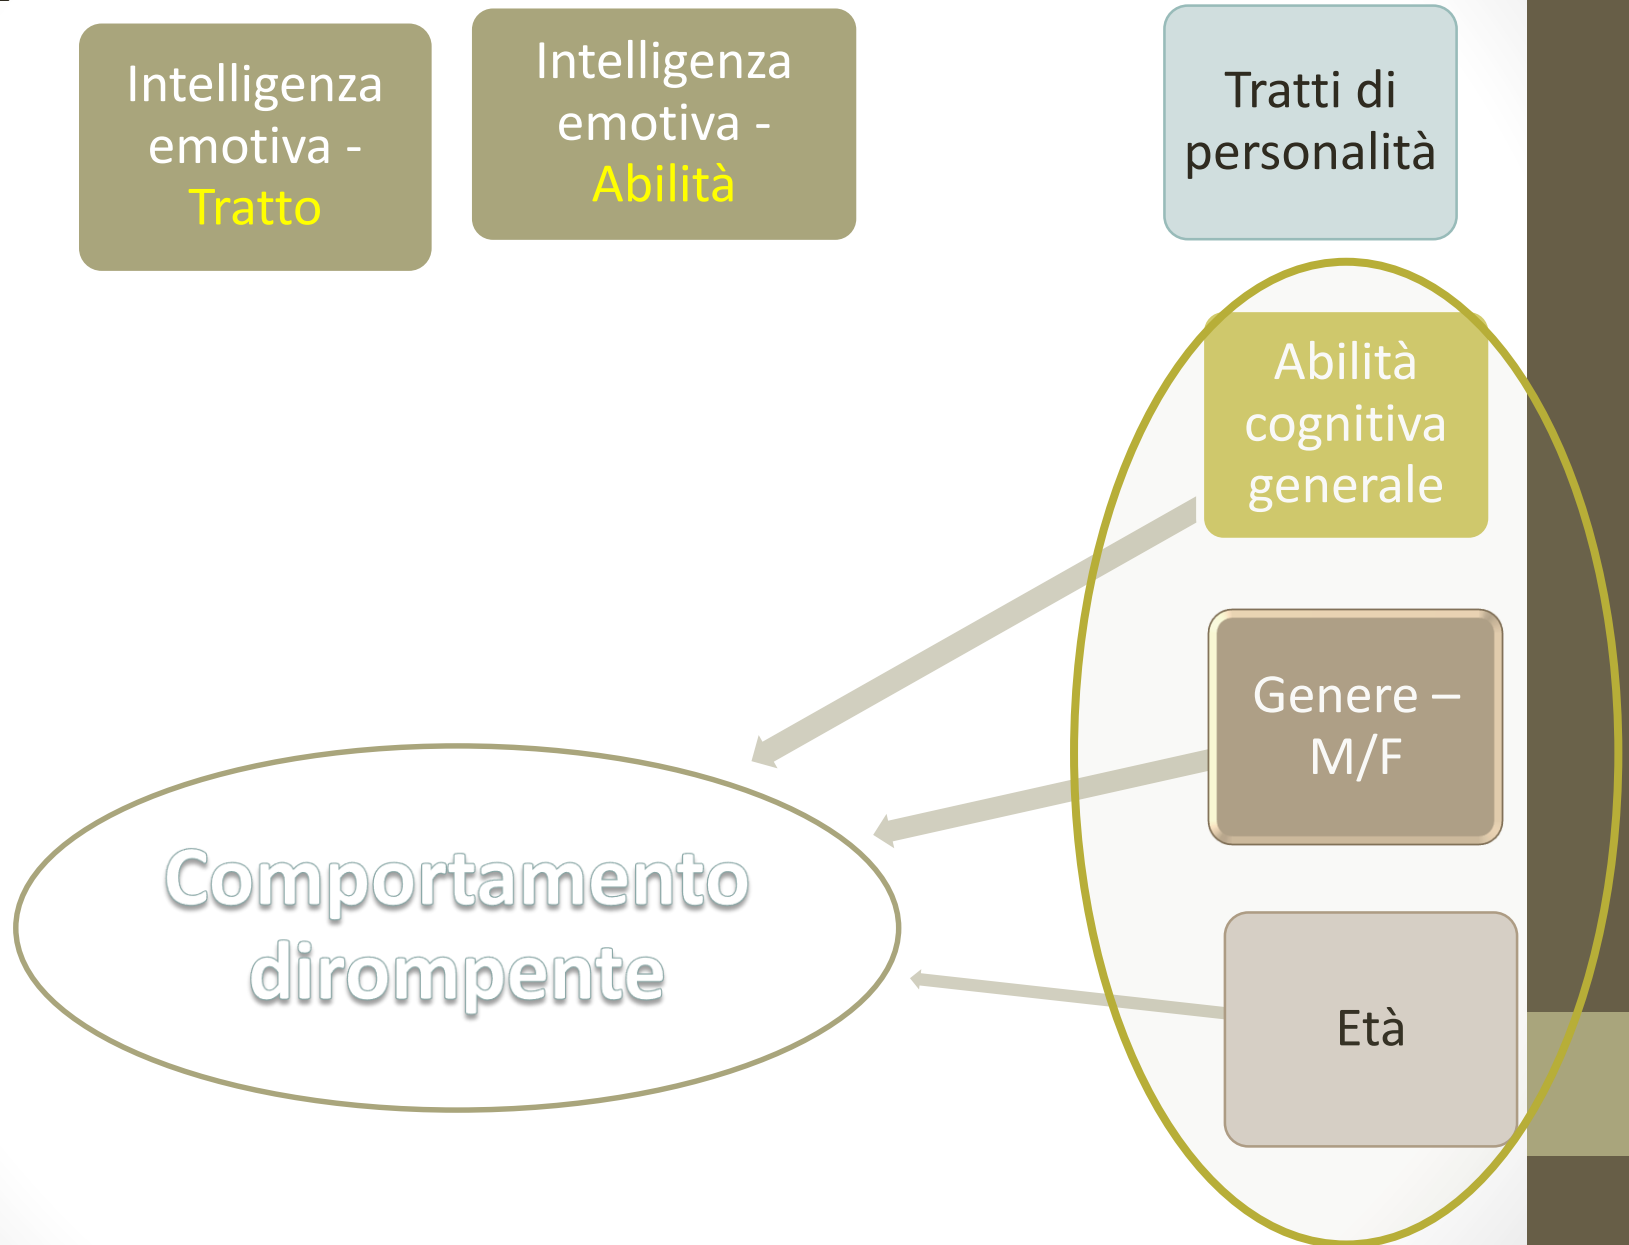 Intelligenza
emotiva -
Tratto
Intelligenza
emotiva -
Abilità
Tratti di
personalità
Abilità
cognitiva
generale
Genere –
M/F
Comportamento
dirompente
Età